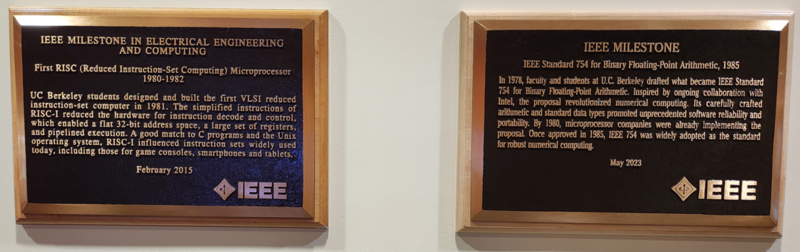 IEEE MILESTONE IN ELECTRICAL ENGINEERING
AND COMPUTING
First RISC (Reduced Instruction-Set Computing) Microprocessor
1980-1982
UC Berkeley students designed and built the first VLSI reduced
instruction-set computer in 1981. The simplified instructions of
RISC-I reduced the hardware for instruction decode and control,
which enabled a flat 32-bit address space, a large set of registers,
and pipelined execution. A good match to C programs and the Unix
operating system, RISC-I influenced instruction sets widely used
today, including those for game consoles, smartphones and tablets.
February 2015
IEEE
IEEE MILESTONE
IEEE Standard 754 for Binary Floating-Point Arithmetic, 1985
In 1978, faculty and students at U.C. Berkeley drafted what became IEEE Standard
754 for Binary Floating-Point Arithmetic. Inspired by ongoing collaboration with
Intel, the proposal revolutionized numerical computing. Its carefully crafted
arithmetic and standard data types promoted unprecedented software reliability and
portability. By 1980, microprocessor companies were already implementing the
proposal. Once approved in 1985, IEEE 754 was widely adopted as the standard
for robust numerical computing.
May 2023
IEEE